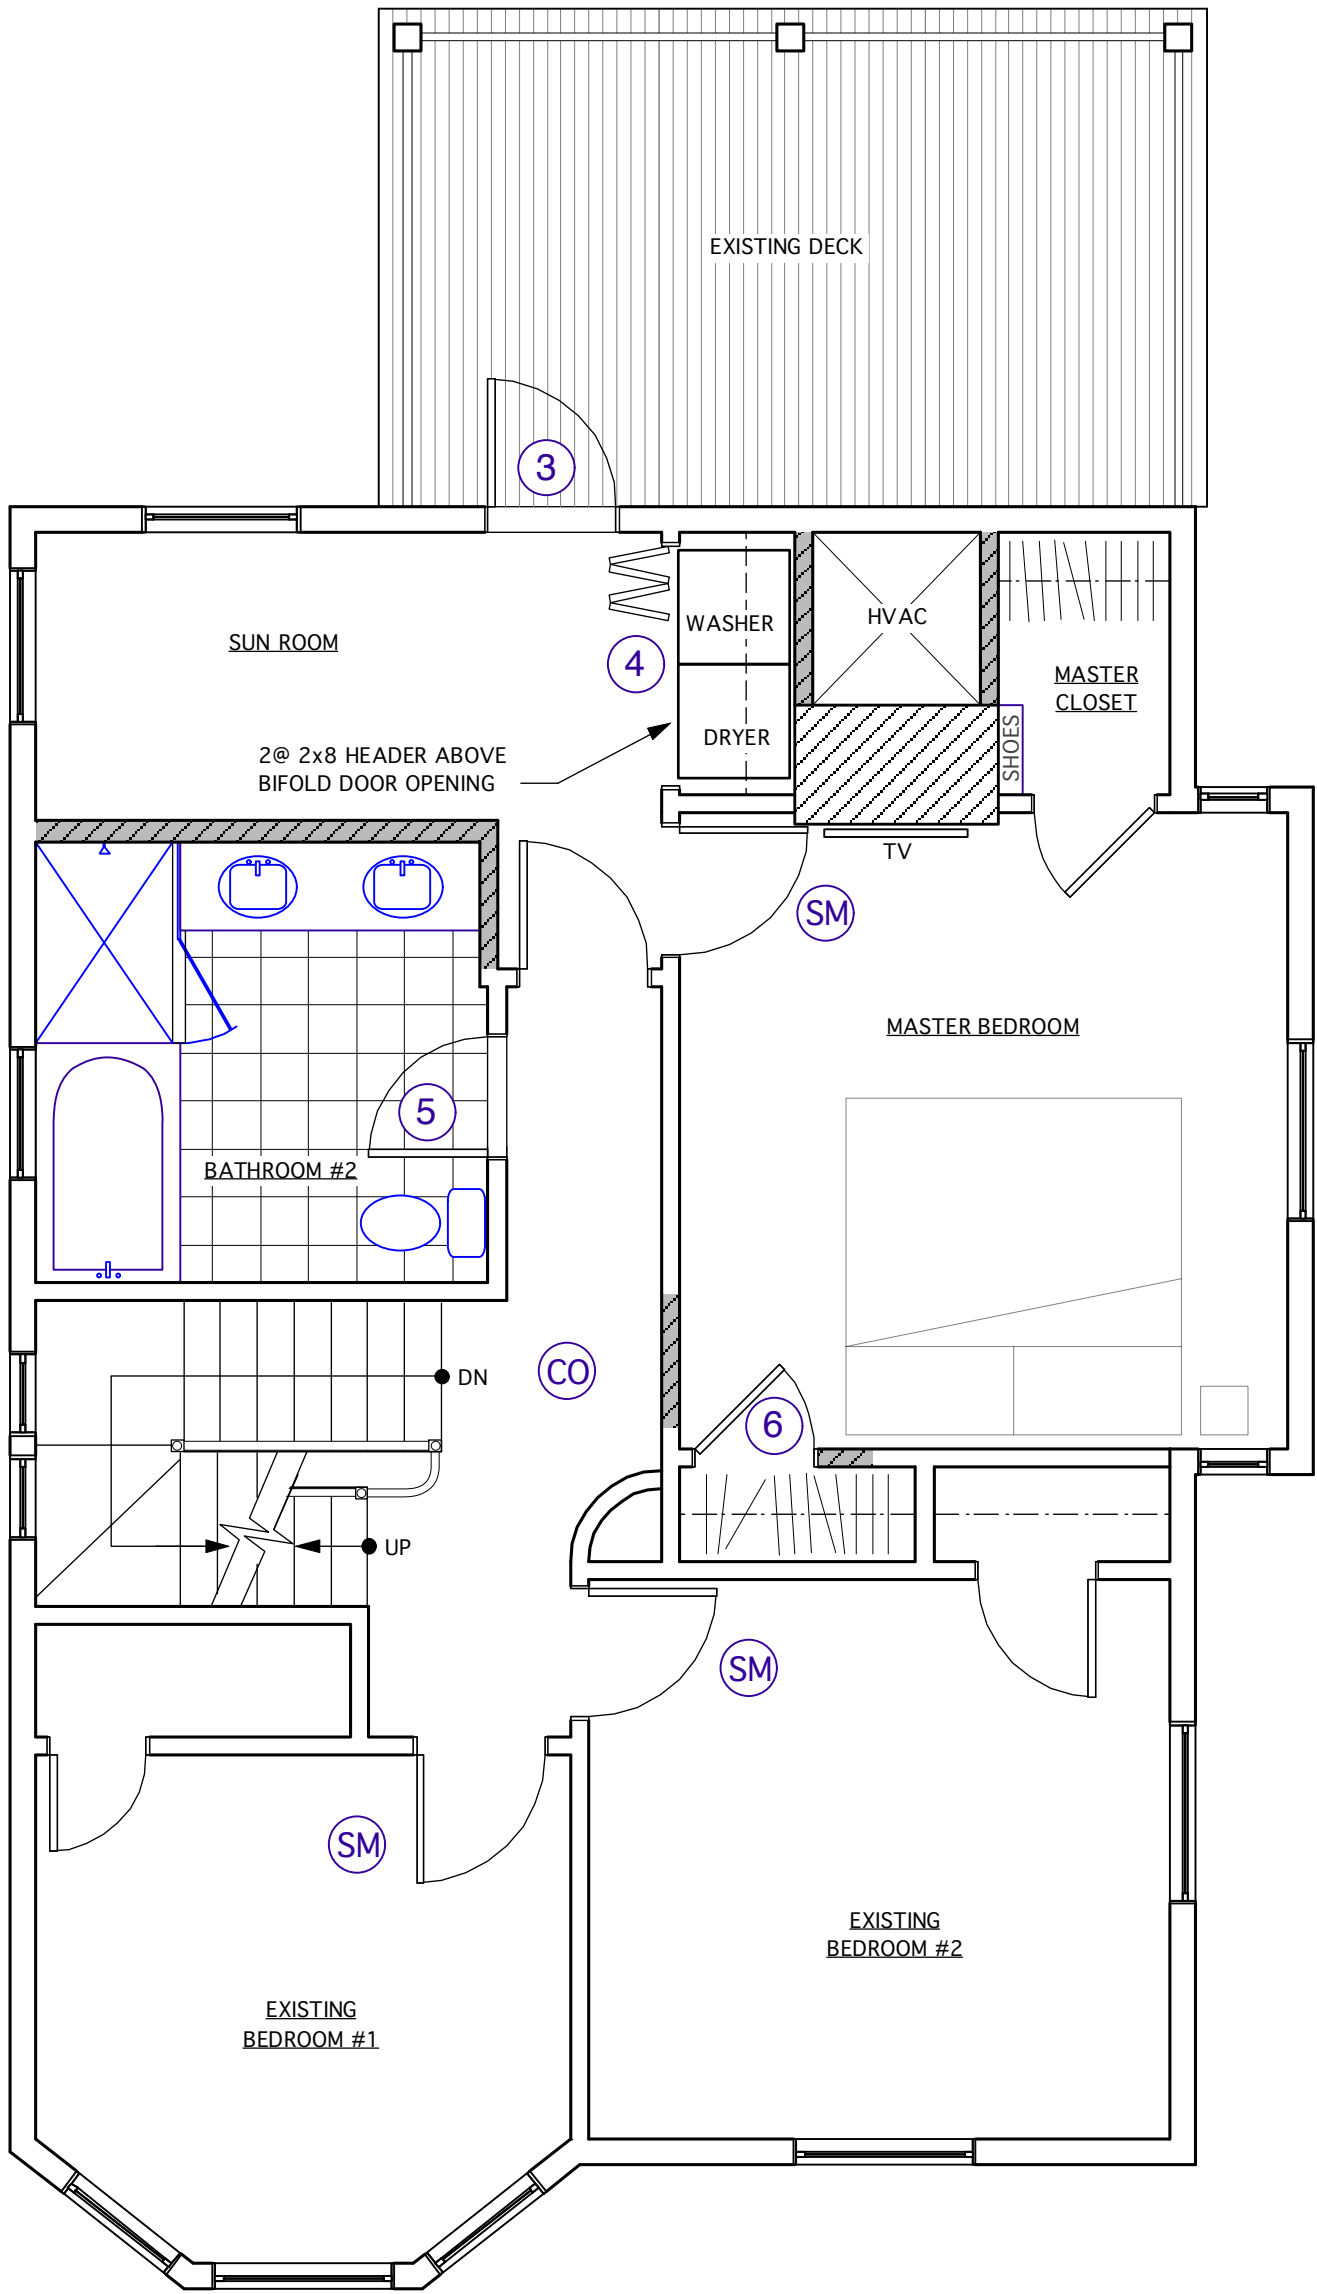 EXISTING DECK
3
SUN ROOM
4
WASHER
HVAC
MASTER
CLOSET
DRYER
SHOES
2@ 2x8 HEADER ABOVE
BIFOLD DOOR OPENING
TV
SM
MASTER BEDROOM
5
BATHROOM #2
DN
CO
6
UP
SM
SM
EXISTING
BEDROOM #2
EXISTING
BEDROOM #1